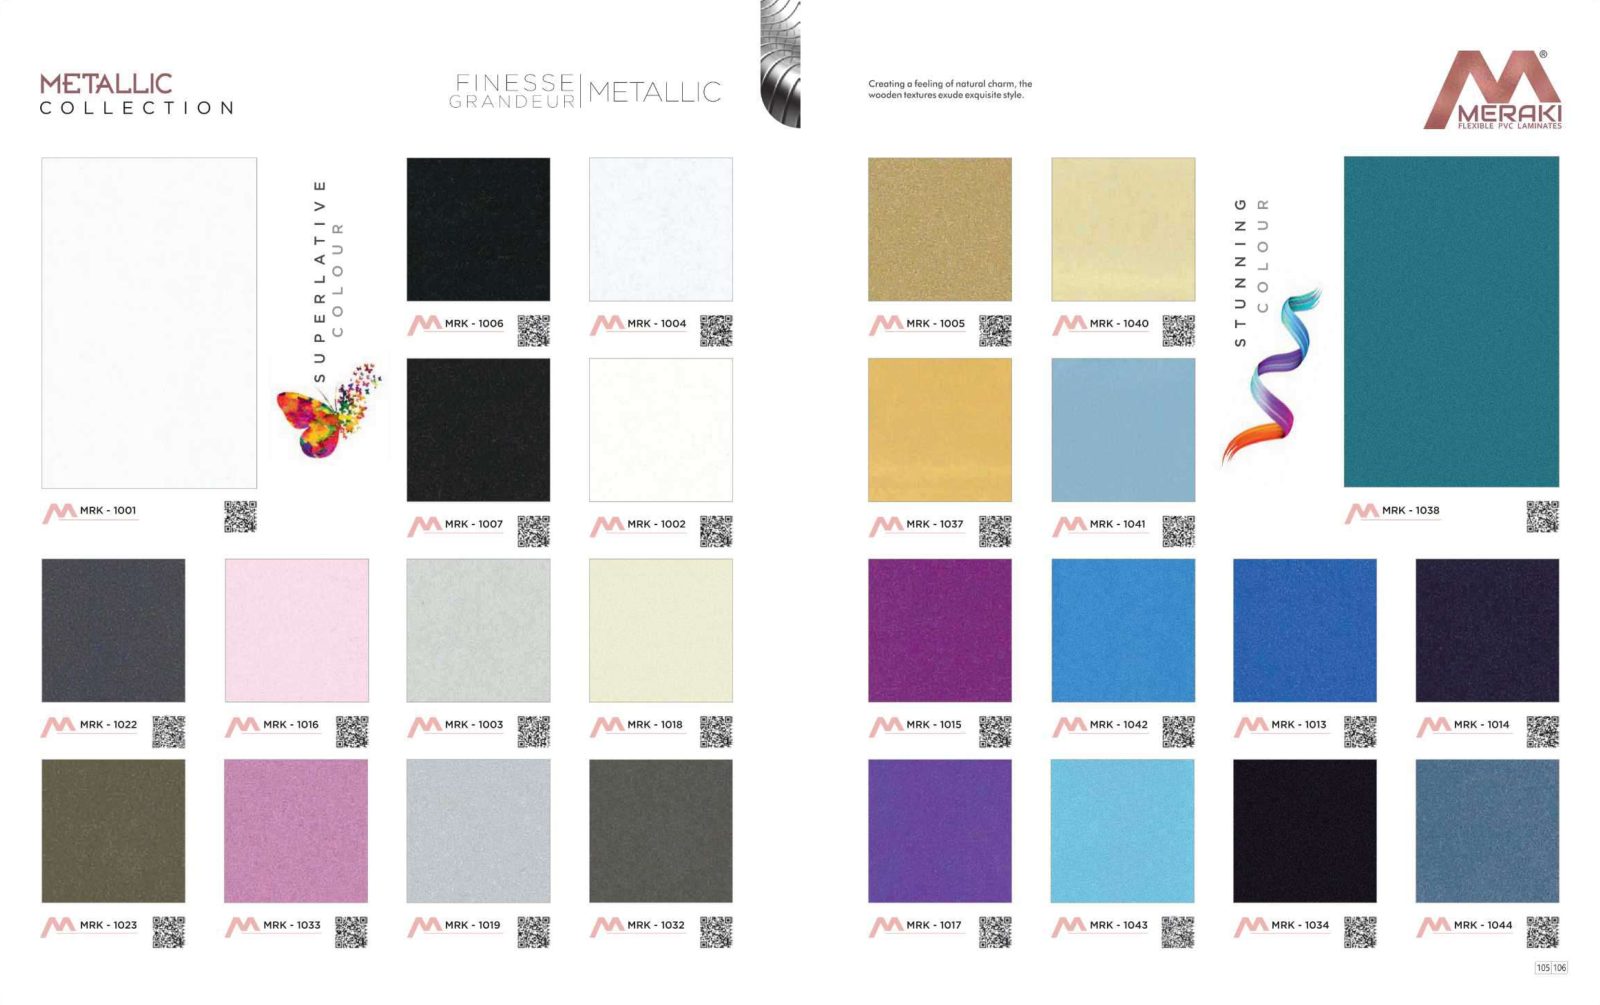 METALLIC
COLLECTION
FINESSE
GRANDEUR
METALLIC
SUPERLATIVE
COLOUR
MRK - 1001
MRK - 1006
MRK - 1004
MRK - 1007
MRK - 1002
MRK - 1022
MRK - 1016
MRK - 1003
MRK - 1018
MRK - 1023
MRK - 1033
MRK - 1019
MRK - 1032
Creating a feeling of natural charm, the
wooden textures exude exquisite style.
®
MERAKI
FLEXIBLE PVC LAMINATES
MRK - 1005
MRK - 1040
STUNNING
COLOUR
MRK - 1037
MRK - 1041
MRK - 1038
MRK - 1015
MRK - 1042
MRK - 1013
MRK - 1014
MRK - 1017
MRK - 1043
MRK - 1034
MRK - 1044
105 106